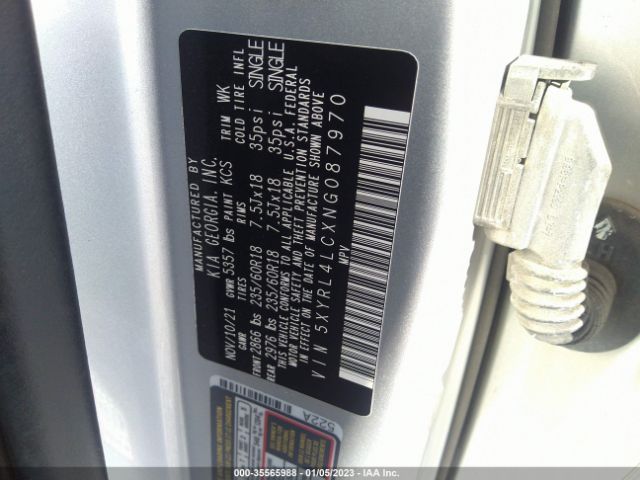 MANUFACTURED BY
KIA GEORGIA, INC.
NOV/10/21 GVWR 5357 lbs PAINT KCS TRIM WK
GAWR TIRES RIMS COLD TIRE INFL
FRONT 2866 lbs 235/60R18 7.5Jx18 35psi SINGLE
REAR 2976 lbs 235/60R18 7.5Jx18 35psi SINGLE
THIS VEHICLE CONFORMS TO ALL APPLICABLE U.S.A. FEDERAL
MOTOR VEHICLE SAFETY AND THEFT PREVENTION STANDARDS
IN EFFECT ON THE DATE OF MANUFACTURE SHOWN ABOVE
VIN 5XYRL4LCXNG087970
MPV
522A
000-35565988 - 01/05/2023 - IAA Inc.